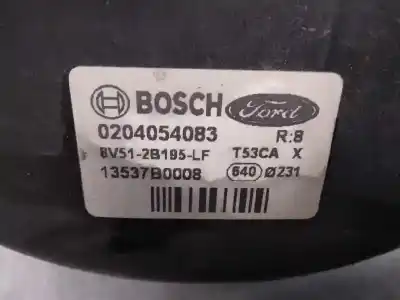 BOSCH Ford
0204054083 R:8
8V51-2B195-LF T53CA X
13537B0008 640 Ø231